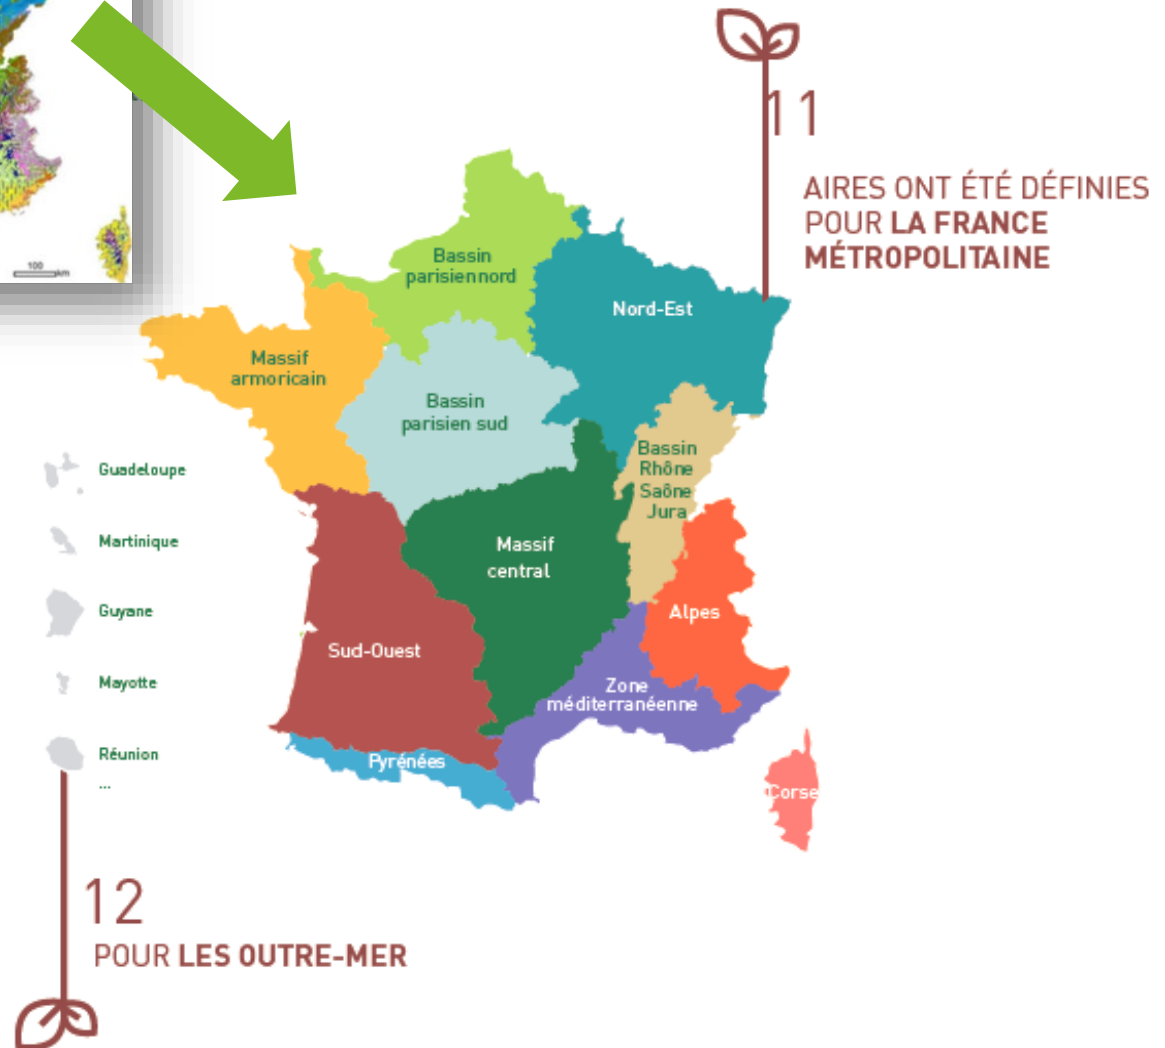 11
AIRES ONT ÉTÉ DÉFINIES
POUR LA FRANCE
MÉTROPOLITAINE
100
km
Bassin
parisiennord
Nord-Est
Massif
armoricain
Bassin
parisien sud
Bassin
Rhône
Saône
Jura
Massif
central
Alpes
Sud-Ouest
Zone
méditerranéenne
Pyrénées
Corse
Guadeloupe
Martinique
Guyane
Mayotte
Réunion
...
12
POUR LES OUTRE-MER